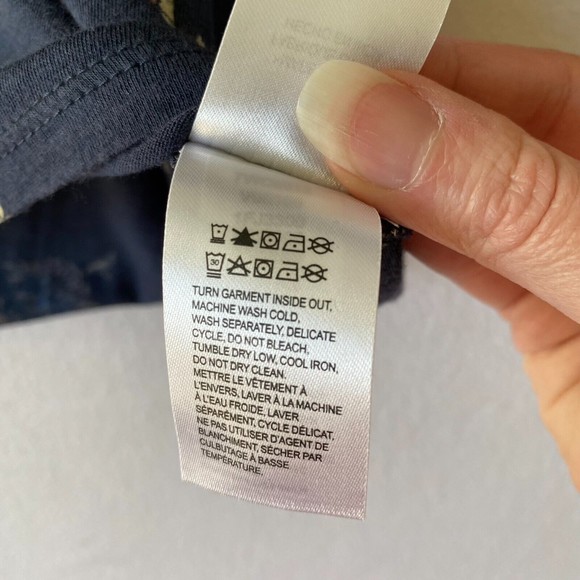 30
TURN GARMENT INSIDE OUT,
MACHINE WASH COLD,
WASH SEPARATELY, DELICATE
CYCLE, DO NOT BLEACH,
TUMBLE DRY LOW, COOL IRON,
DO NOT DRY CLEAN.
METTRE LE VÊTEMENT À
L'ENVERS, LAVER À LA MACHINE
À L'EAU FROIDE, LAVER
SÉPARÉMENT, CYCLE DÉLICAT,
NE PAS UTILISER D'AGENT DE
BLANCHIMENT, SÉCHER PAR
CULBUTAGE À BASSE
TEMPÉRATURE.